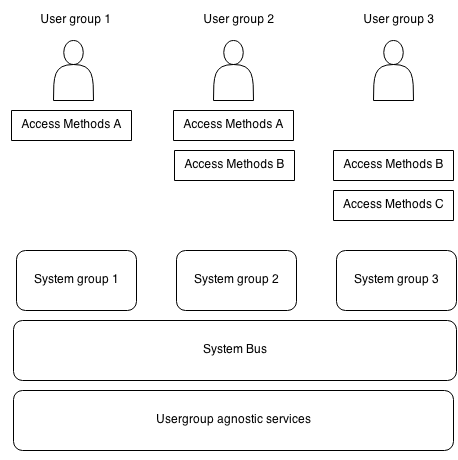 User group 1
User group 2
User group 3
Access Methods A
Access Methods A
Access Methods B
Access Methods B
Access Methods C
System group 1
System group 2
System group 3
System Bus
Usergroup agnostic services